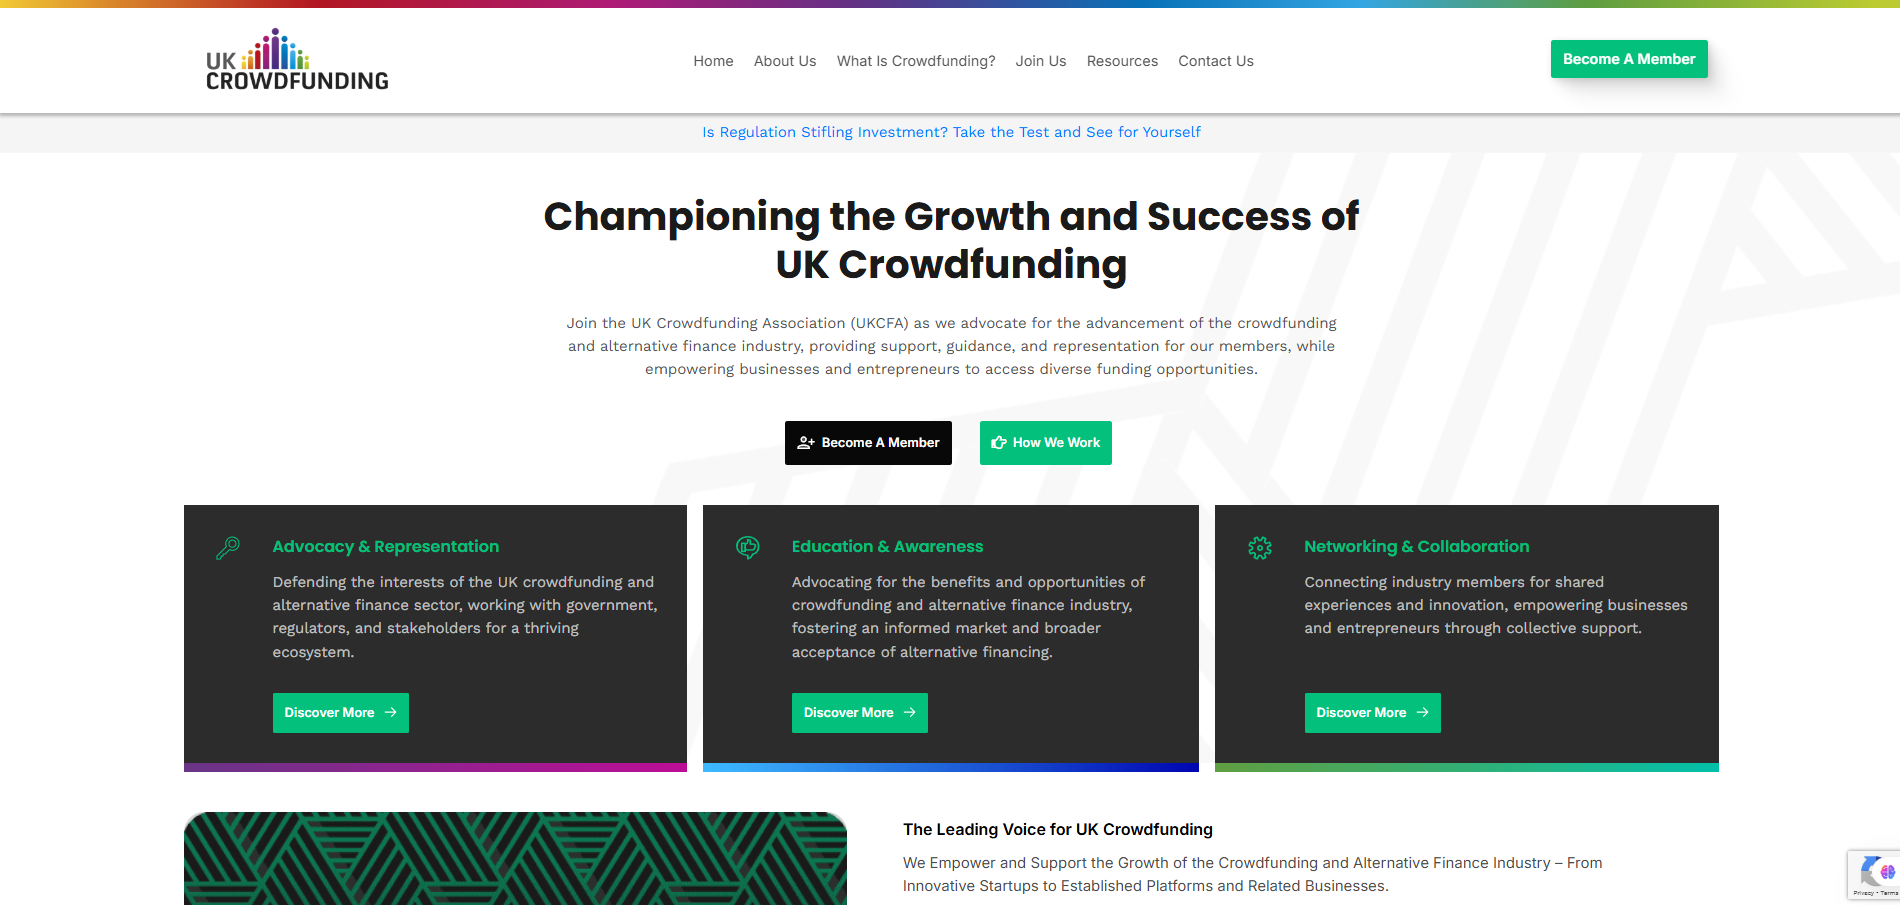 UK
CROWDFUNDING
Home About Us What Is Crowdfunding? Join Us Resources Contact Us
Become A Member
Is Regulation Stifling Investment? Take the Test and See for Yourself
Championing the Growth and Success of
UK Crowdfunding
Join the UK Crowdfunding Association (UKCFA) as we advocate for the advancement of the crowdfunding
and alternative finance industry, providing support, guidance, and representation for our members, while
empowering businesses and entrepreneurs to access diverse funding opportunities.
Become A Member
How We Work
Advocacy & Representation
Defending the interests of the UK crowdfunding and
alternative finance sector, working with government,
regulators, and stakeholders for a thriving
ecosystem.
Discover More
Education & Awareness
Advocating for the benefits and opportunities of
crowdfunding and alternative finance industry,
fostering an informed market and broader
acceptance of alternative financing.
Discover More
Networking & Collaboration
Connecting industry members for shared
experiences and innovation, empowering businesses
and entrepreneurs through collective support.
Discover More
The Leading Voice for UK Crowdfunding
We Empower and Support the Growth of the Crowdfunding and Alternative Finance Industry – From
Innovative Startups to Established Platforms and Related Businesses.
Privacy - Terms